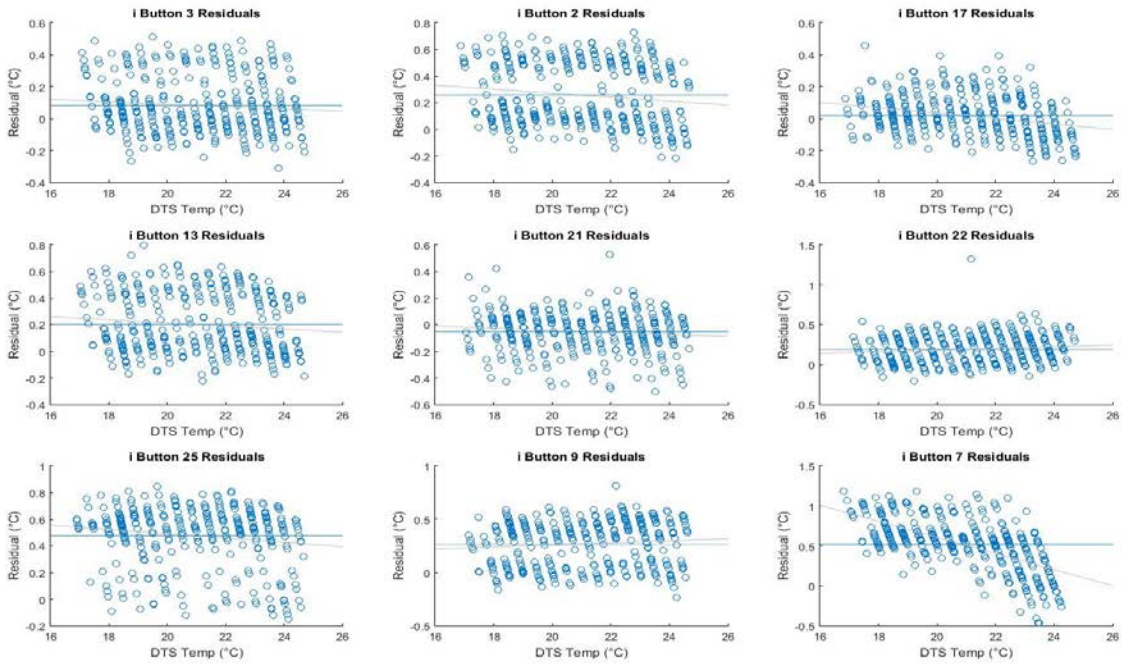 i Button 3 Residuals
0.6
0.4
0.2
0
-0.2
-0.4
Residual (°C)
16 18 20 22 24 26
DTS Temp (°C)
i Button 2 Residuals
0.8
0.6
0.4
0.2
0
-0.2
-0.4
Residual (°C)
16 18 20 22 24 26
DTS Temp (°C)
i Button 17 Residuals
0.6
0.4
0.2
0
-0.2
-0.4
Residual (°C)
16 18 20 22 24 26
DTS Temp (°C)
i Button 13 Residuals
0.8
0.6
0.4
0.2
0
-0.2
-0.4
Residual (°C)
16 18 20 22 24 26
DTS Temp (°C)
i Button 21 Residuals
0.6
0.4
0.2
-0
-0.2
-0.4
-0.6
Residual (°C)
16 18 20 22 24 26
DTS Temp (°C)
i Button 22 Residuals
1.5
1
0.5
0
-0.5
Residual (°C)
16 18 20 22 24 26
DTS Temp (°C)
i Button 25 Residuals
1
0.8
0.6
0.4
0.2
0
-0.2
Residual (°C)
16 18 20 22 24 26
DTS Temp (°C)
i Button 9 Residuals
1
0.5
0
-0.5
Residual (°C)
16 18 20 22 24 26
DTS Temp (°C)
i Button 7 Residuals
1.5
1
0.5
0
-0.5
Residual (°C)
16 18 20 22 24 26
DTS Temp (°C)